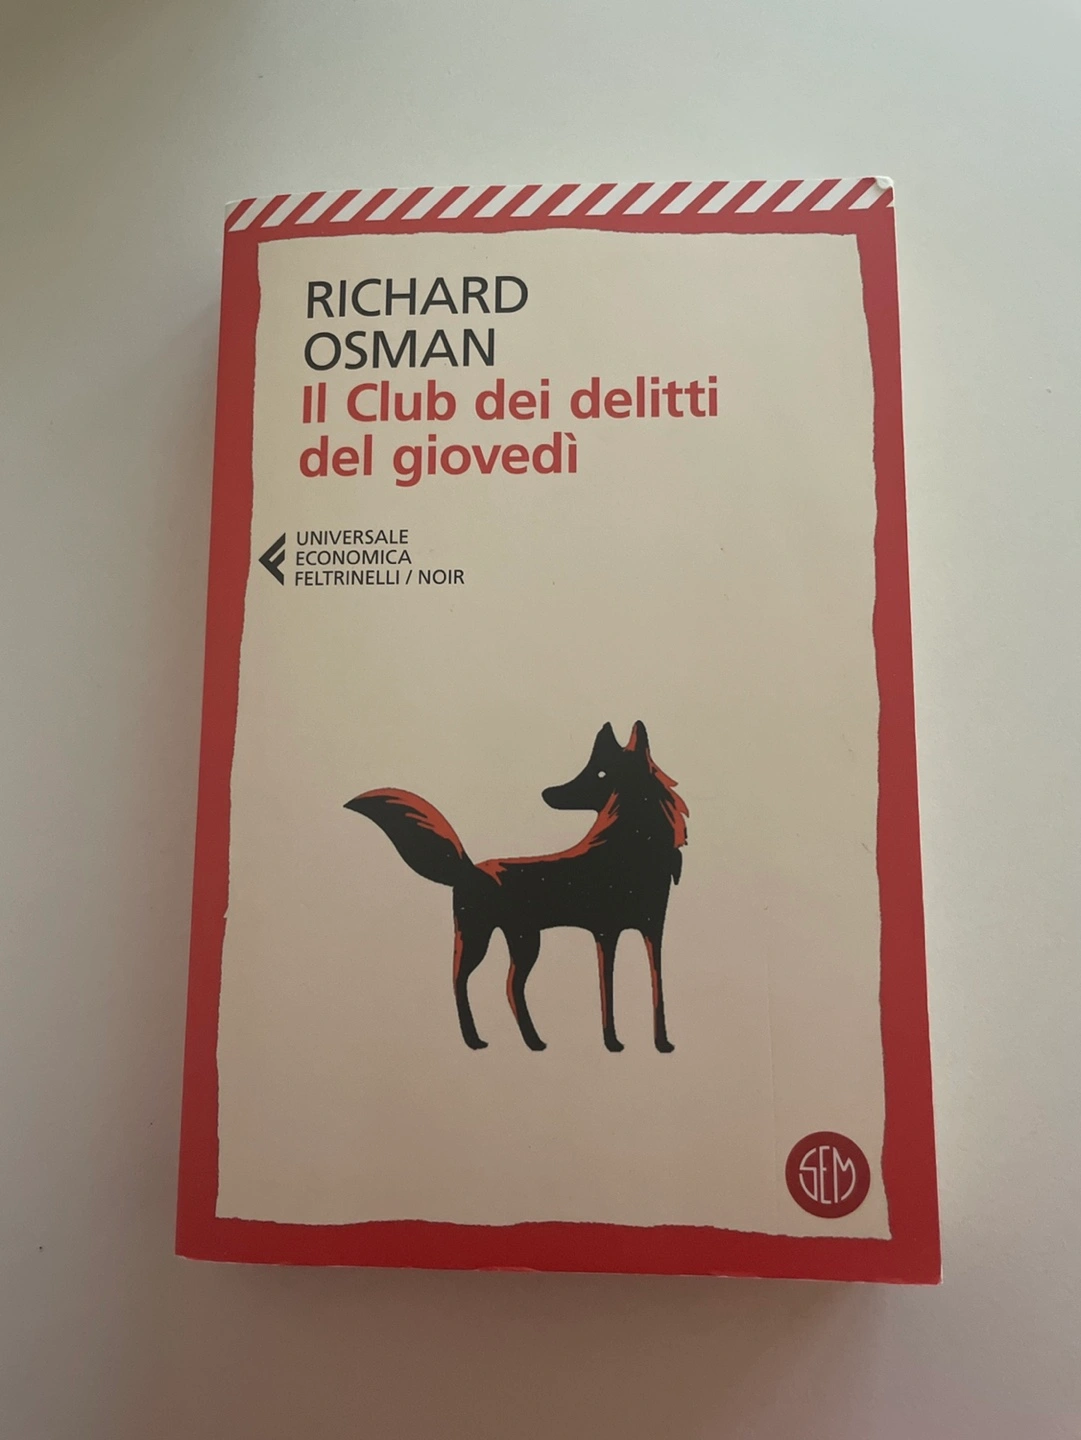 RICHARD
OSMAN
Il Club dei delitti
del giovedì
UNIVERSALE
ECONOMICA
FELTRINELLI / NOIR
SEM